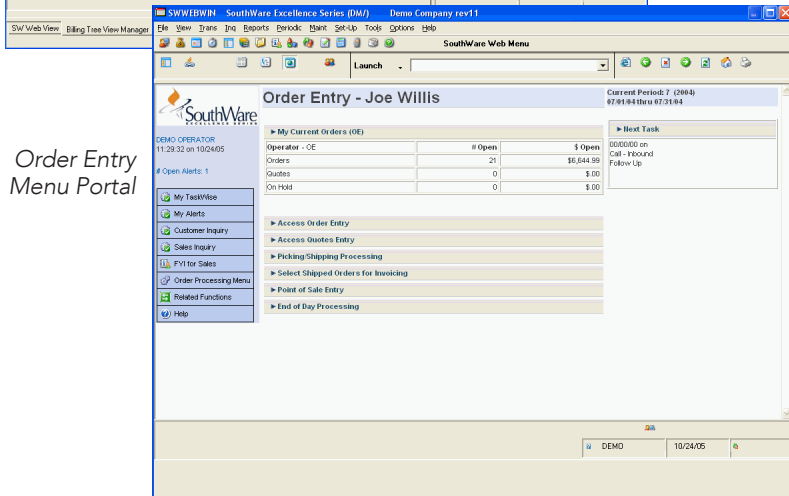 SWWEBWIN SouthWare Excellence Series (DM/) Demo Company rev11
File View Trans Inq Reports Periodic Maint Set-Up Tools Options Help
SW Web View Billing Tree View Manager
SouthWare Web Menu
Launch
SouthWare
EXCELLENCE SERIES
Order Entry - Joe Willis
Current Period: 7 (2004)
07/01/04 thru 07/31/04
Order Entry
Menu Portal
DEMO OPERATOR
11:29:32 on 10/24/05
# Open Alerts: 1
My TaskWise
My Alerts
Customer Inquiry
Sales Inquiry
FYI for Sales
Order Processing Menu
Related Functions
Help
My Current Orders (OE)
Operator - OE # Open $ Open
Orders 21 $6,644.99
Quotes 0 $.00
On Hold 0 $.00
Access Order Entry
Access Quotes Entry
Picking/Shipping Processing
Select Shipped Orders for Invoicing
Point of Sale Entry
End of Day Processing
Next Task
00/00/00 on
Call - Inbound
Follow Up
DEMO 10/24/05